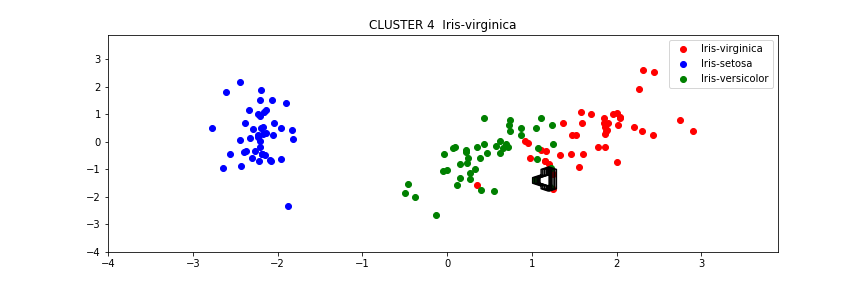 CLUSTER 4  Iris-virginica
Iris-virginica
Iris-setosa
Iris-versicolor
3
2
1
0
−1
−2
−3
−4
−4 −3 −2 −1 0 1 2 3